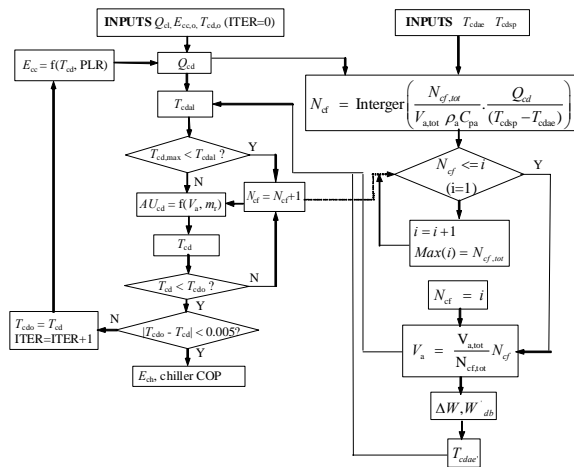 INPUTS Q_cl, E_cc,o, T_cd,o (ITER=0)
E_cc = f(T_cd, PLR)
Q_cd
T_cdal
T_cd,max < T_cdal ?
Y
N
AU_cd = f(V_a, m_r)
N_cf = N_cf+1
T_cd
T_cd < T_cdo ?
N
Y
|T_cdo - T_cd| < 0.005?
N
Y
T_cdo = T_cd
ITER=ITER+1
E_ch, chiller COP
INPUTS T_cdae T_cdsp
N_cf = Interger ( N_cf,tot / V_a,tot ρ_a C_pa . Q_cd / (T_cdsp – T_cdae) )
N_cf <= i
(i=1)
Y
i = i +1
Max(i) = N_cf,tot
N_cf = i
V_a = V_a,tot / N_cf,tot N_cf
ΔW, W'_db
T_cdae'